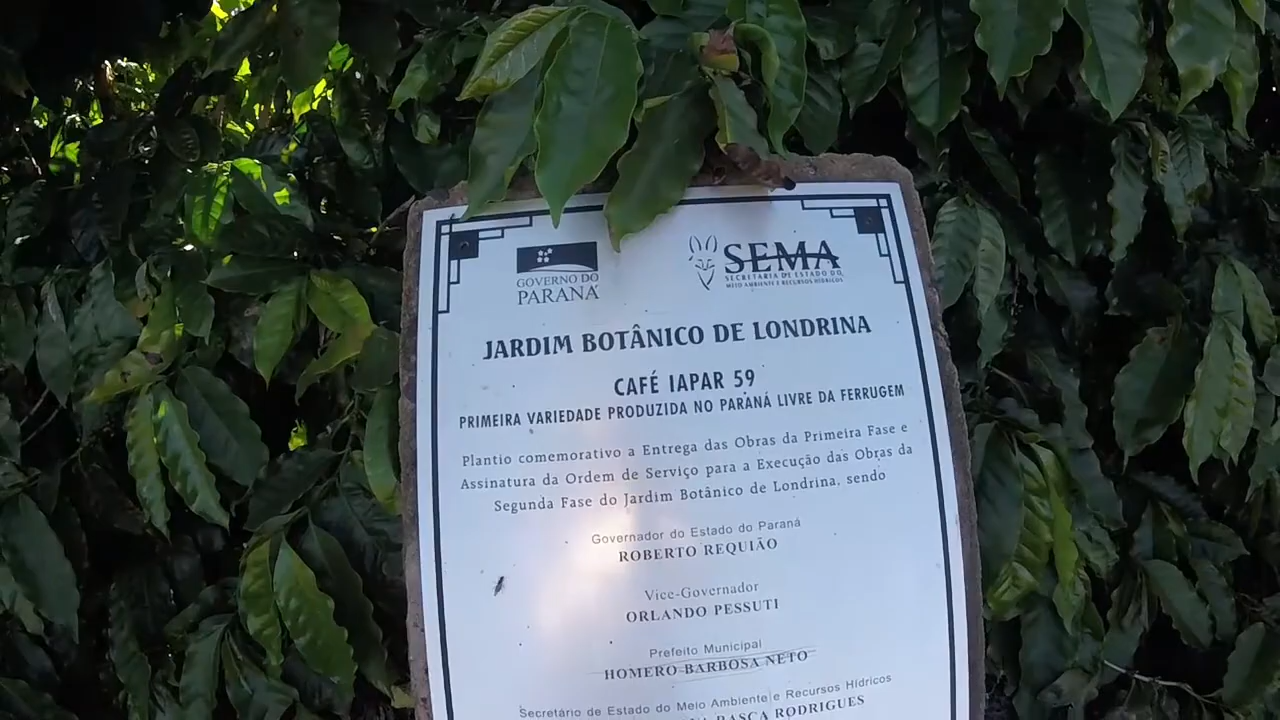 GOVERNO DO
PARANÁ
SEMA
SECRETARIA DE ESTADO DO
MEIO AMBIENTE E RECURSOS HÍDRICOS
JARDIM BOTÂNICO DE LONDRINA
CAFÉ IAPAR 59
PRIMEIRA VARIEDADE PRODUZIDA NO PARANÁ LIVRE DA FERRUGEM
Plantio comemorativo a Entrega das Obras da Primeira Fase e
Assinatura da Ordem de Serviço para a Execução das Obras da
Segunda Fase do Jardim Botânico de Londrina, sendo
Governador do Estado do Paraná
ROBERTO REQUIÃO
Vice-Governador
ORLANDO PESSUTI
Prefeito Municipal
HOMERO BARBOSA NETO
Secretário de Estado do Meio Ambiente e Recursos Hídricos
RASCA RODRIGUES